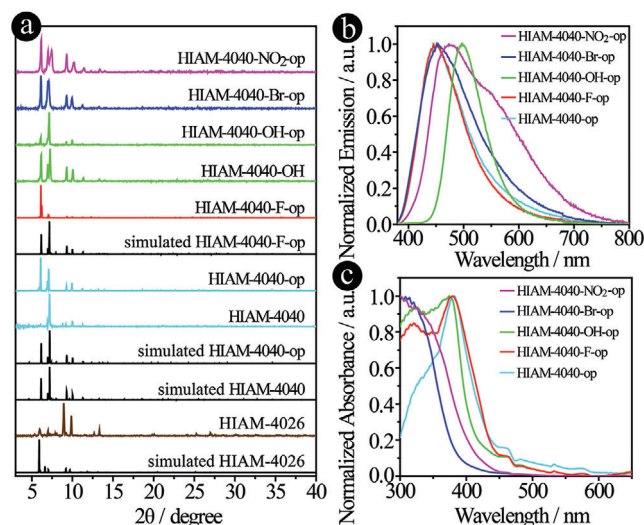 a
HIAM-4040-NO₂-op
HIAM-4040-Br-op
HIAM-4040-OH-op
HIAM-4040-OH
HIAM-4040-F-op
simulated HIAM-4040-F-op
HIAM-4040-op
HIAM-4040
simulated HIAM-4040-op
simulated HIAM-4040
HIAM-4026
simulated HIAM-4026
5 10 15 20 25 30 35 40
2θ / degree
b
Normalized Emission / a.u.
1.0
0.8
0.6
0.4
0.2
0.0
HIAM-4040-NO₂-op
HIAM-4040-Br-op
HIAM-4040-OH-op
HIAM-4040-F-op
HIAM-4040-op
400 500 600 700 800
Wavelength / nm
c
Normalized Absorbance / a.u.
1.0
0.8
0.6
0.4
0.2
0.0
HIAM-4040-NO₂-op
HIAM-4040-Br-op
HIAM-4040-OH-op
HIAM-4040-F-op
HIAM-4040-op
300 400 500 600
Wavelength / nm